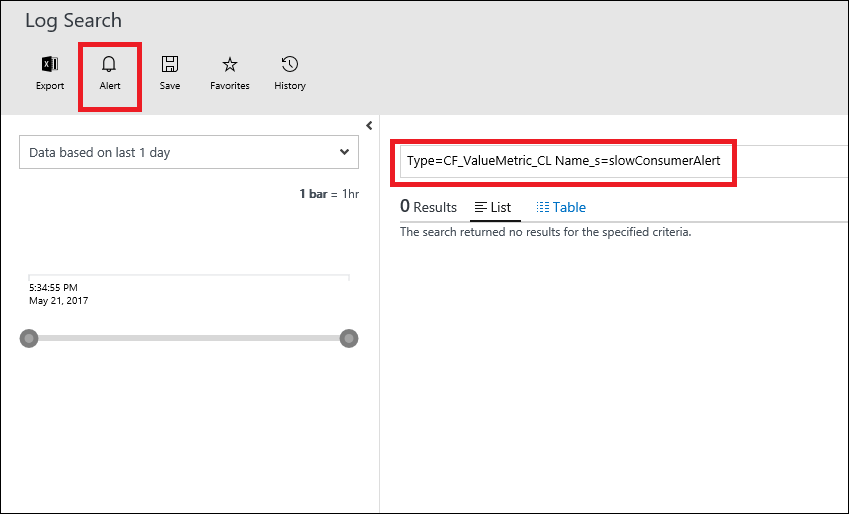 Log Search
Export
Alert
Save
Favorites
History
Data based on last 1 day
1 bar = 1hr
5:34:55 PM
May 21, 2017
Type=CF_ValueMetric_CL Name_s=slowConsumerAlert
0 Results
List
Table
The search returned no results for the specified criteria.